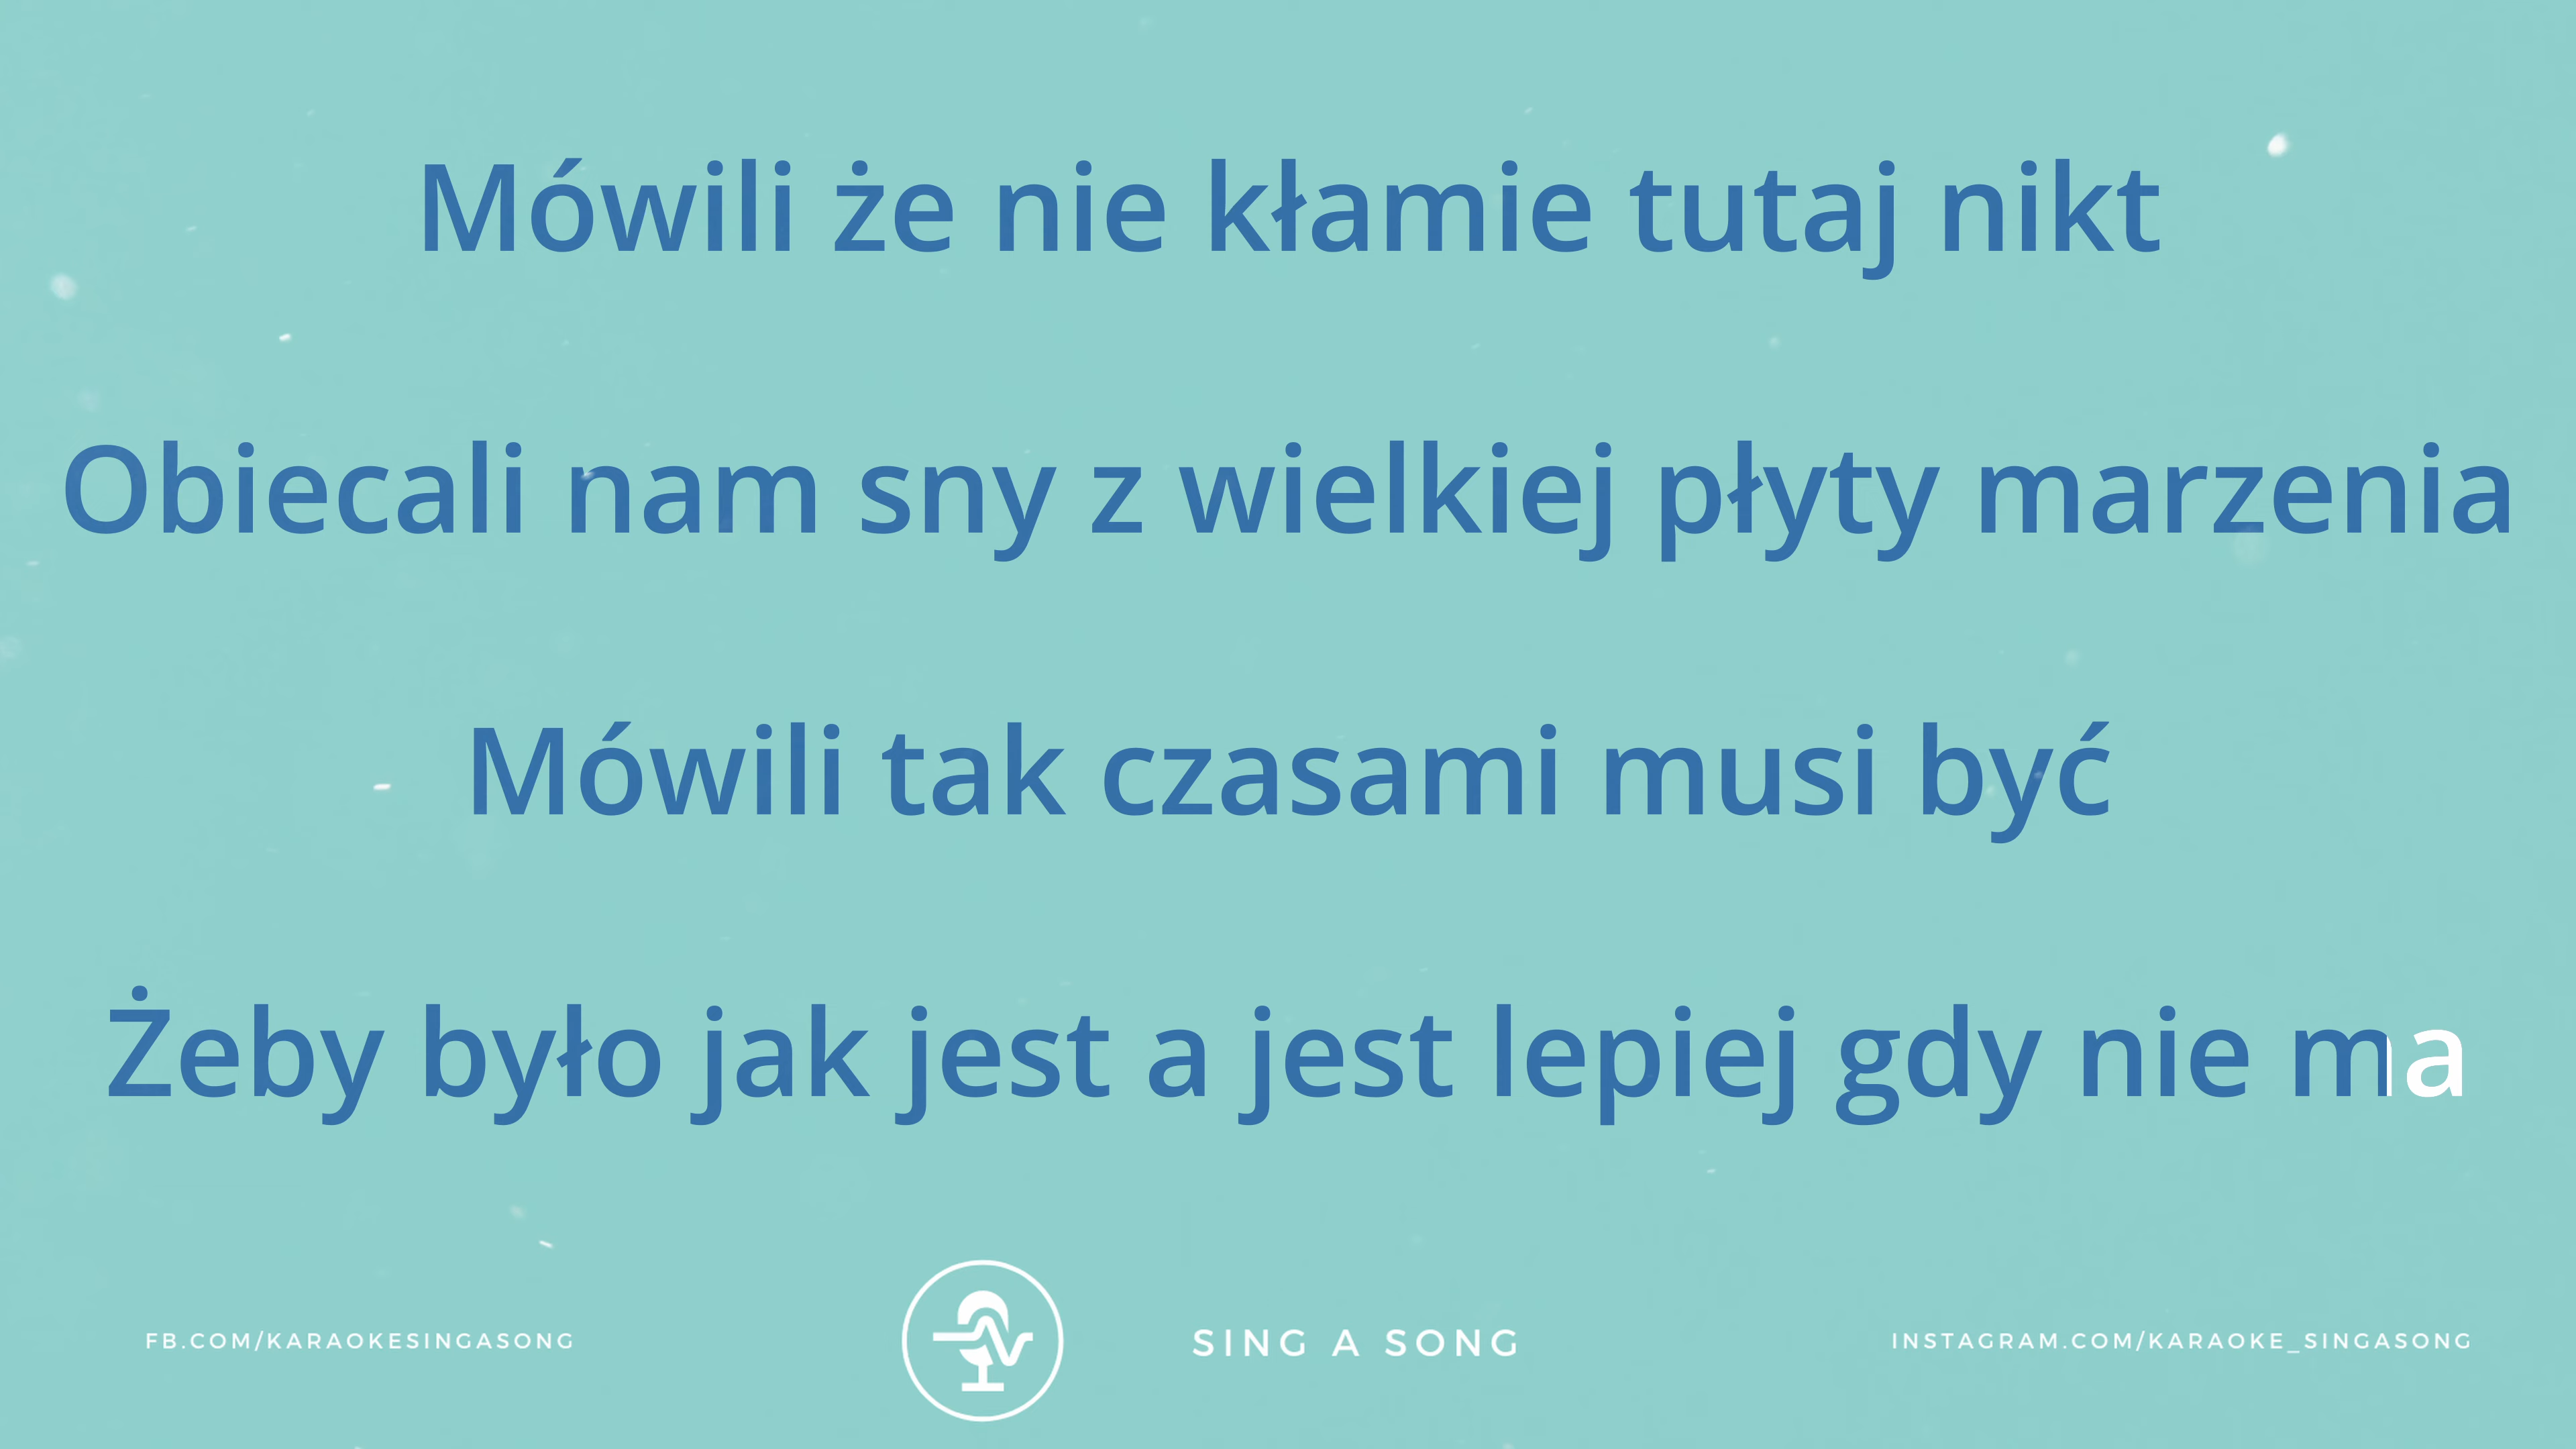 Mówili że nie kłamie tutaj nikt
Obiecali nam sny z wielkiej płyty marzenia
Mówili tak czasami musi być
Żeby było jak jest a jest lepiej gdy nie ma
FB.COM/KARAOKESINGASONG
SING A SONG
INSTAGRAM.COM/KARAOKE_SINGASONG